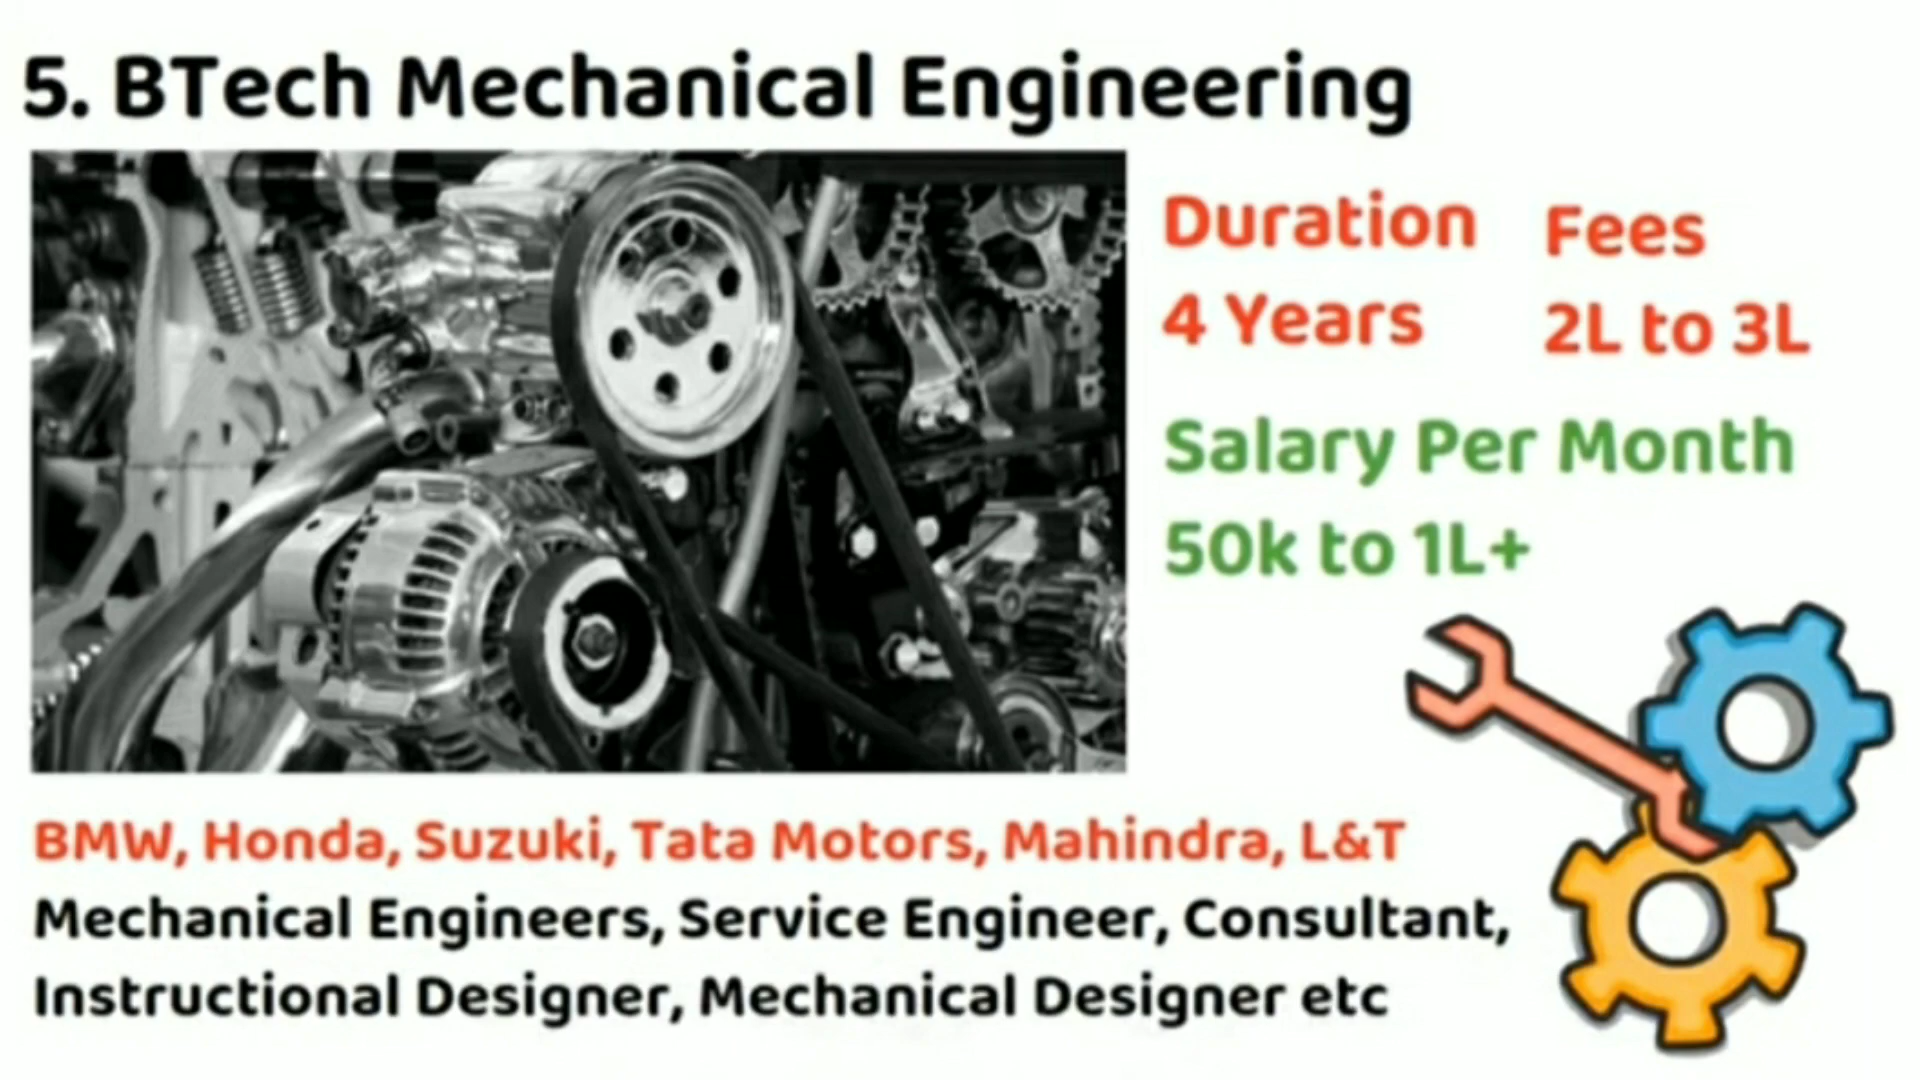 5. BTech Mechanical Engineering
Duration
4 Years
Fees
2L to 3L
Salary Per Month
50k to 1L+
BMW, Honda, Suzuki, Tata Motors, Mahindra, L&T
Mechanical Engineers, Service Engineer, Consultant,
Instructional Designer, Mechanical Designer etc